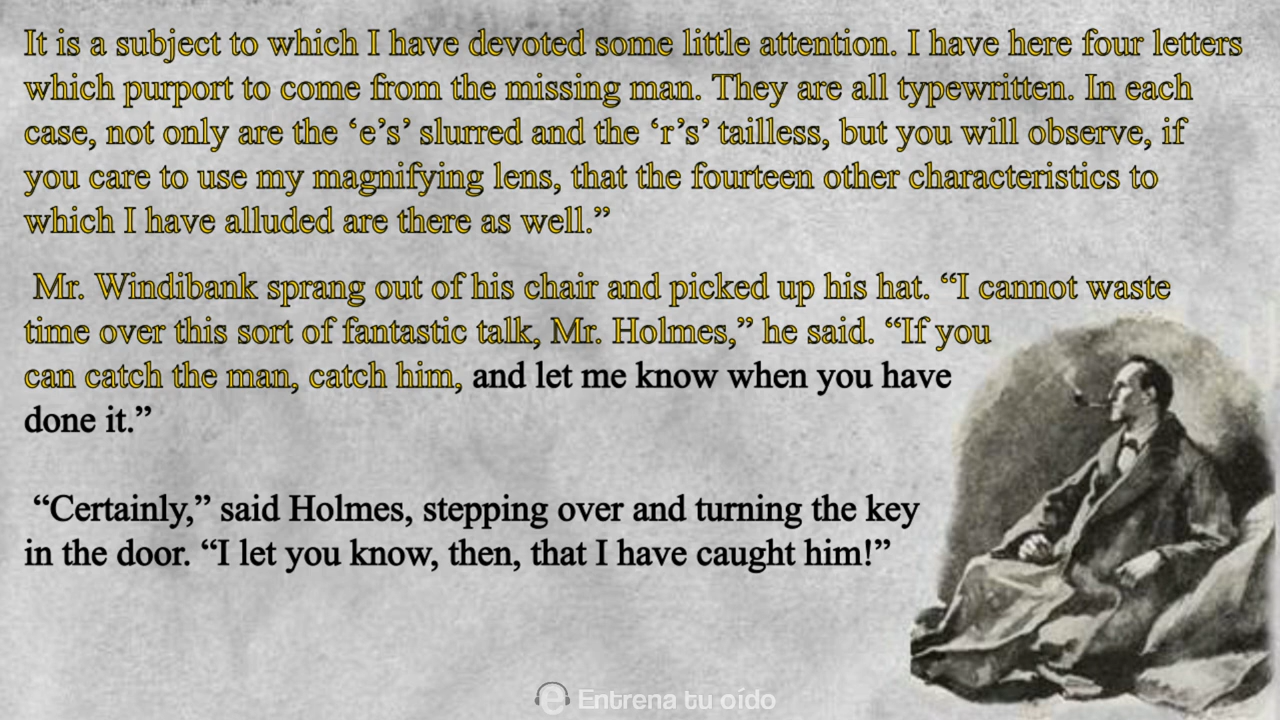 It is a subject to which I have devoted some little attention. I have here four letters
which purport to come from the missing man. They are all typewritten. In each
case, not only are the ‘e’s’ slurred and the ‘r’s’ tailless, but you will observe, if
you care to use my magnifying lens, that the fourteen other characteristics to
which I have alluded are there as well.”
Mr. Windibank sprang out of his chair and picked up his hat. “I cannot waste
time over this sort of fantastic talk, Mr. Holmes,” he said. “If you
can catch the man, catch him, and let me know when you have
done it.”
“Certainly,” said Holmes, stepping over and turning the key
in the door. “I let you know, then, that I have caught him!”
e Entrena tu oído